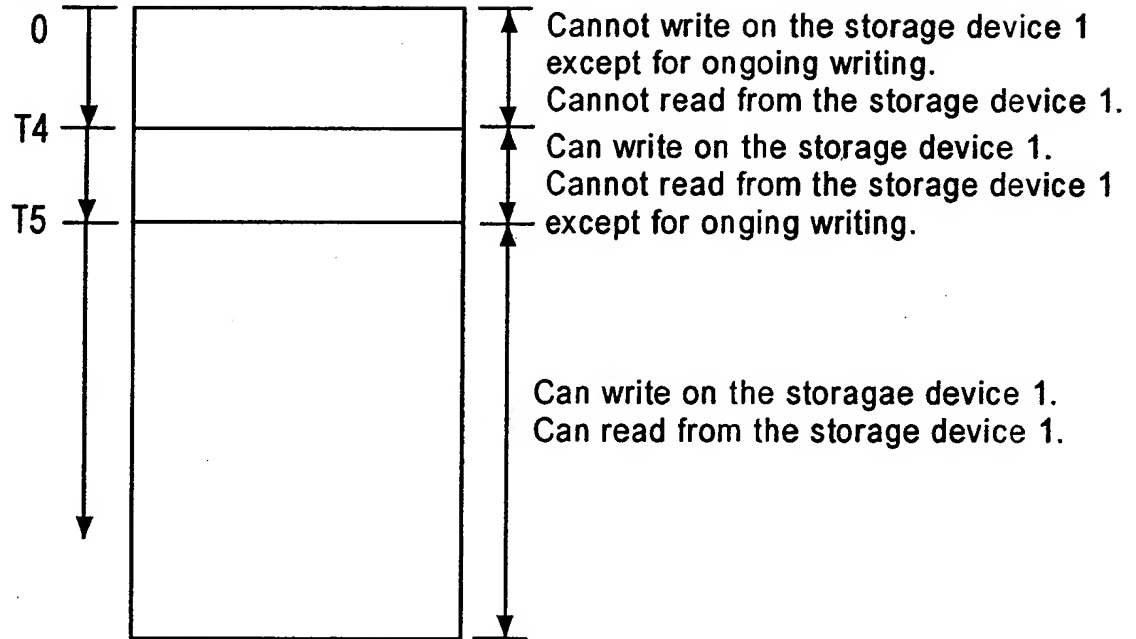 0
Cannot write on the storage device 1
except for ongoing writing.
Cannot read from the storage device 1.
T4
Can write on the storage device 1.
Cannot read from the storage device 1
T5
except for onging writing.
Can write on the storagae device 1.
Can read from the storage device 1.